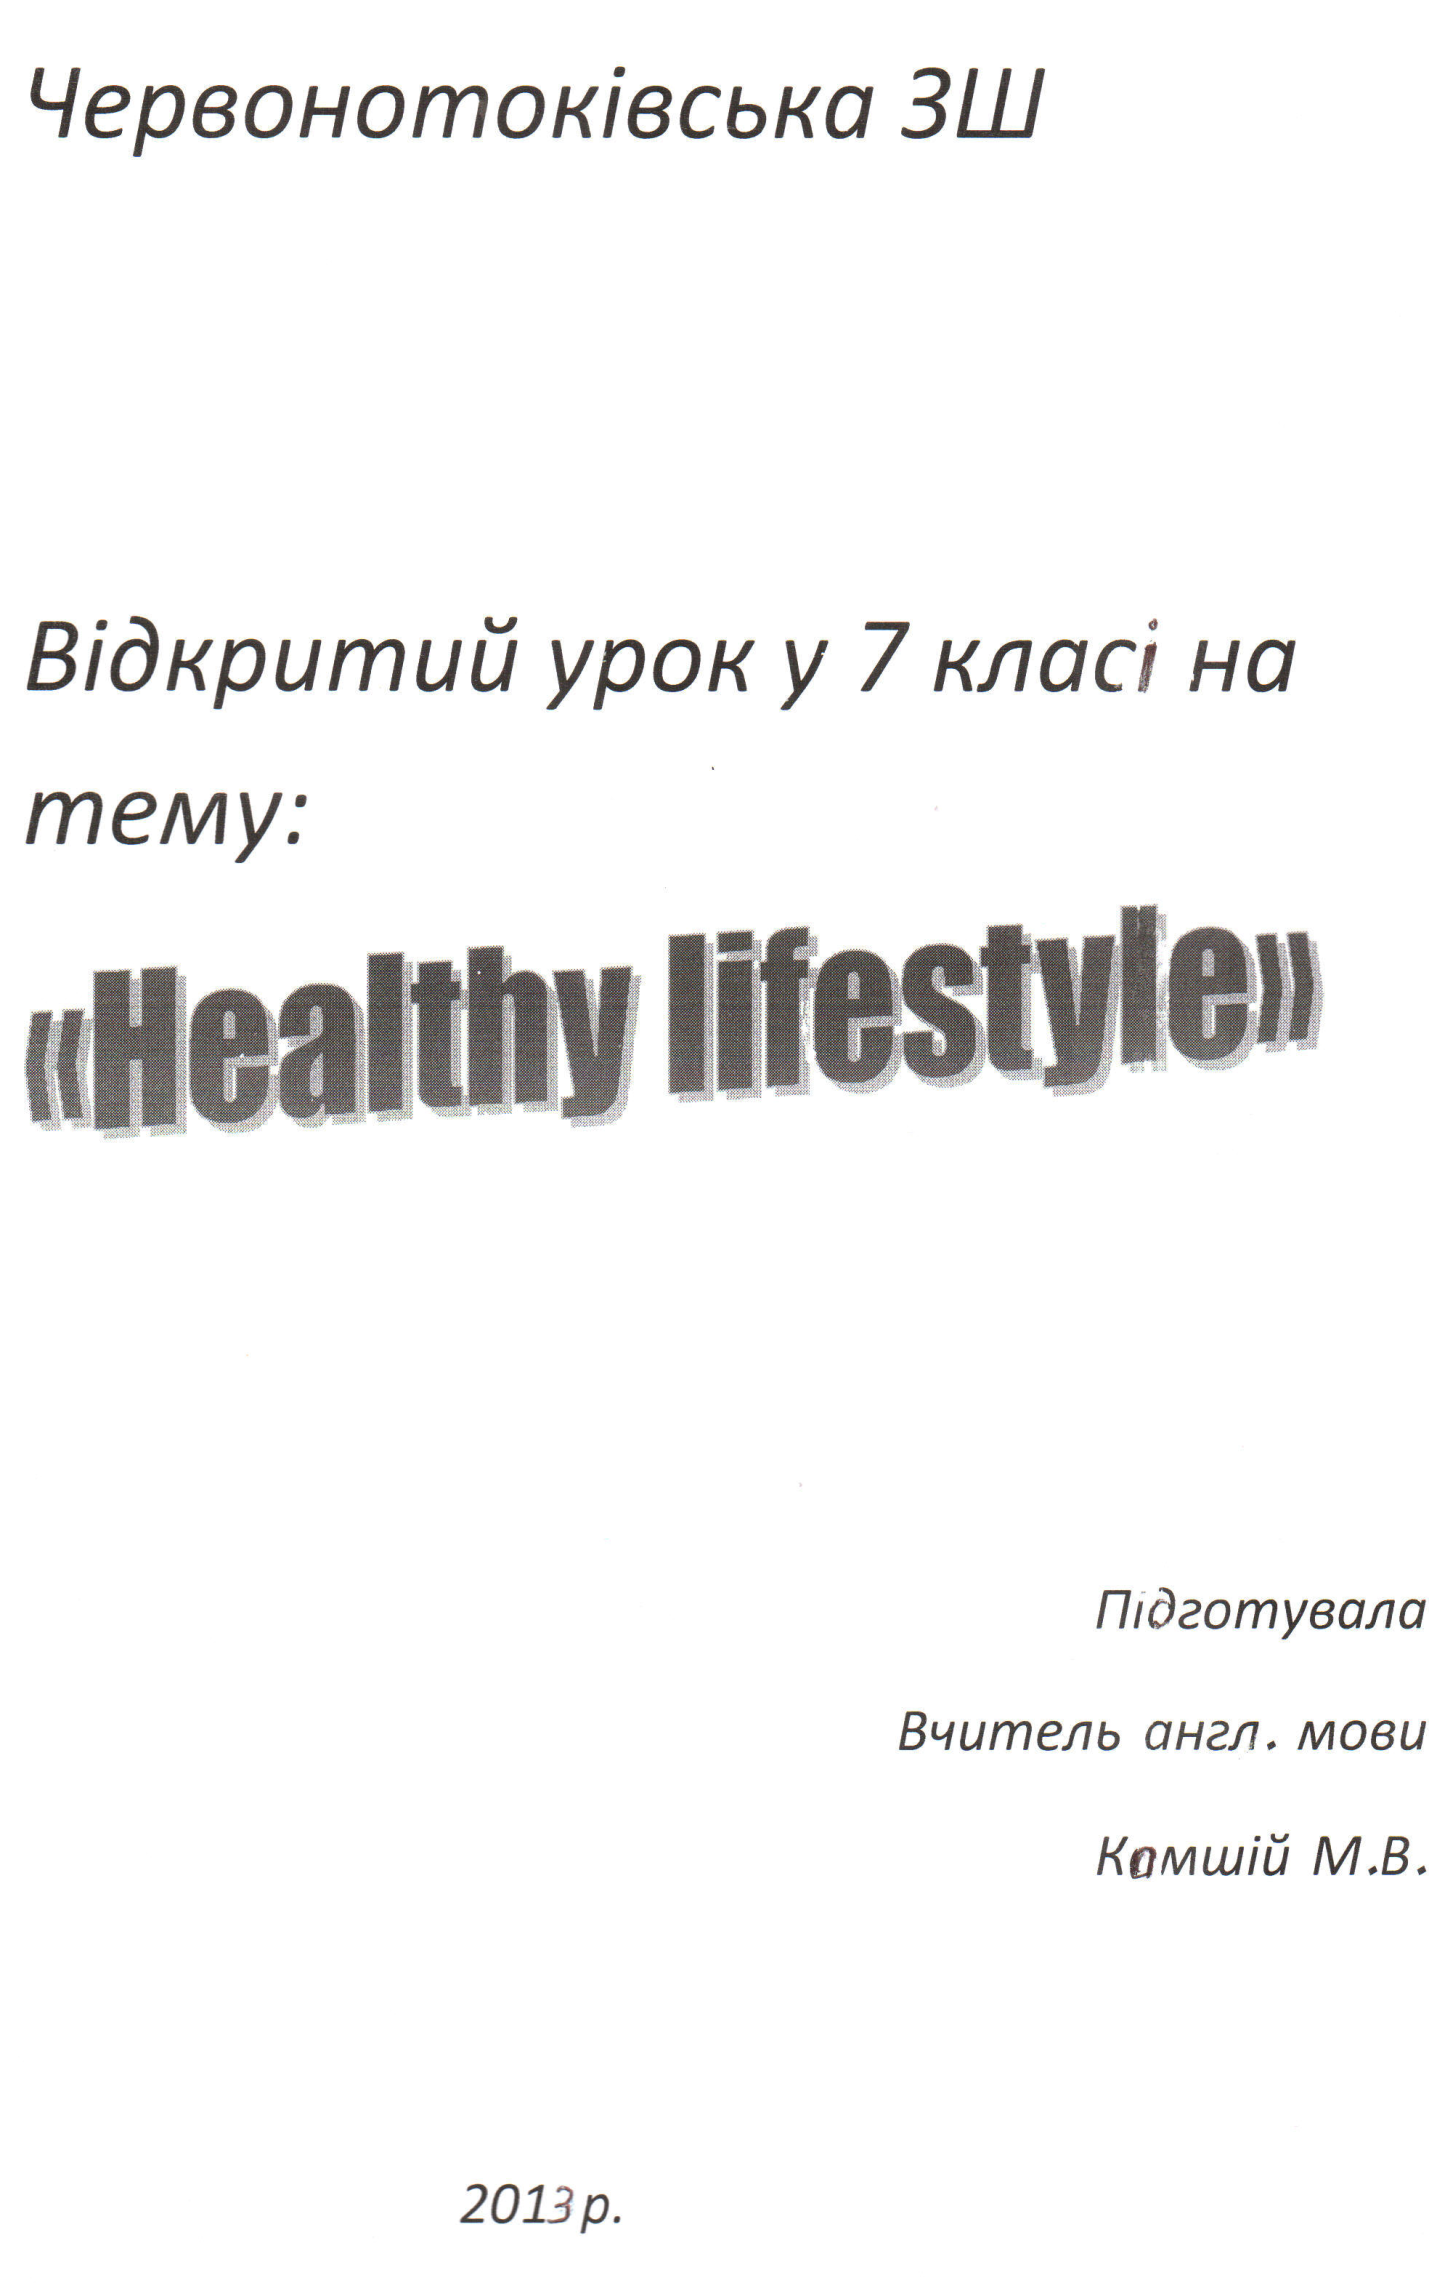 Червонотоківська ЗШ
Відкритий урок у 7 класі на
тему:
«Healthy lifestyle»
Підготувала
Вчитель англ. мови
Камшій М.В.
2013р.